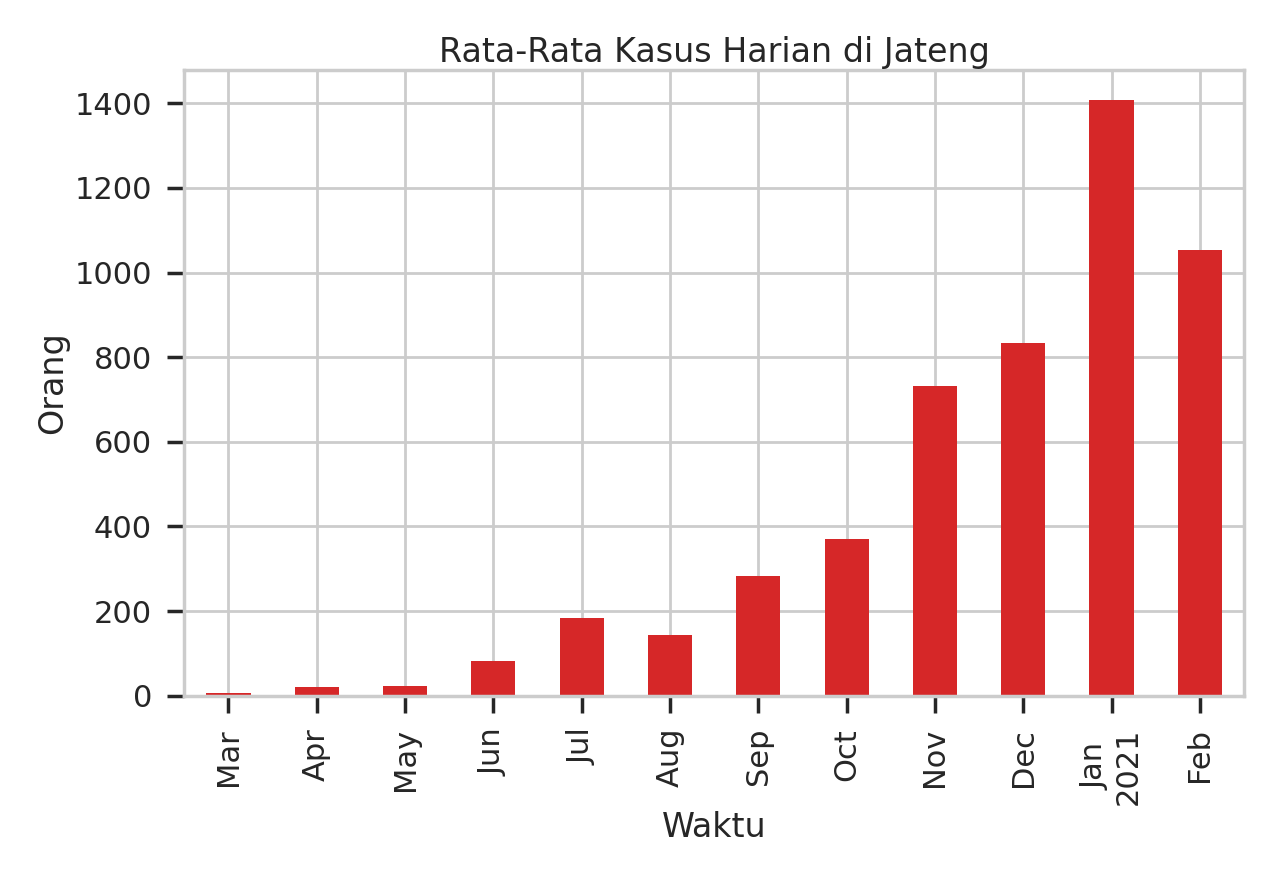 Rata-Rata Kasus Harian di Jateng
1400
1200
1000
800
600
400
200
0
Orang
Mar
Apr
May
Jun
Jul
Aug
Sep
Oct
Nov
Dec
Jan
2021
Feb
Waktu